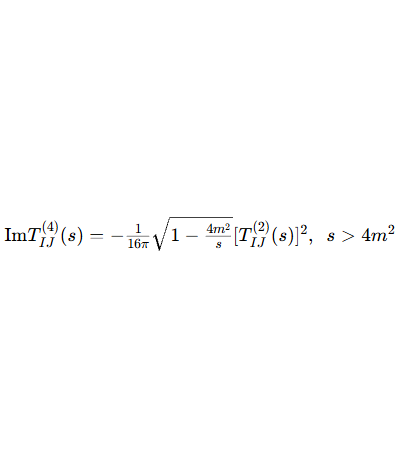 ImT_{IJ}^{(4)}(s) = -\frac{1}{16\pi}\sqrt{1 - \frac{4m^2}{s}}[T_{IJ}^{(2)}(s)]^2, s > 4m^2